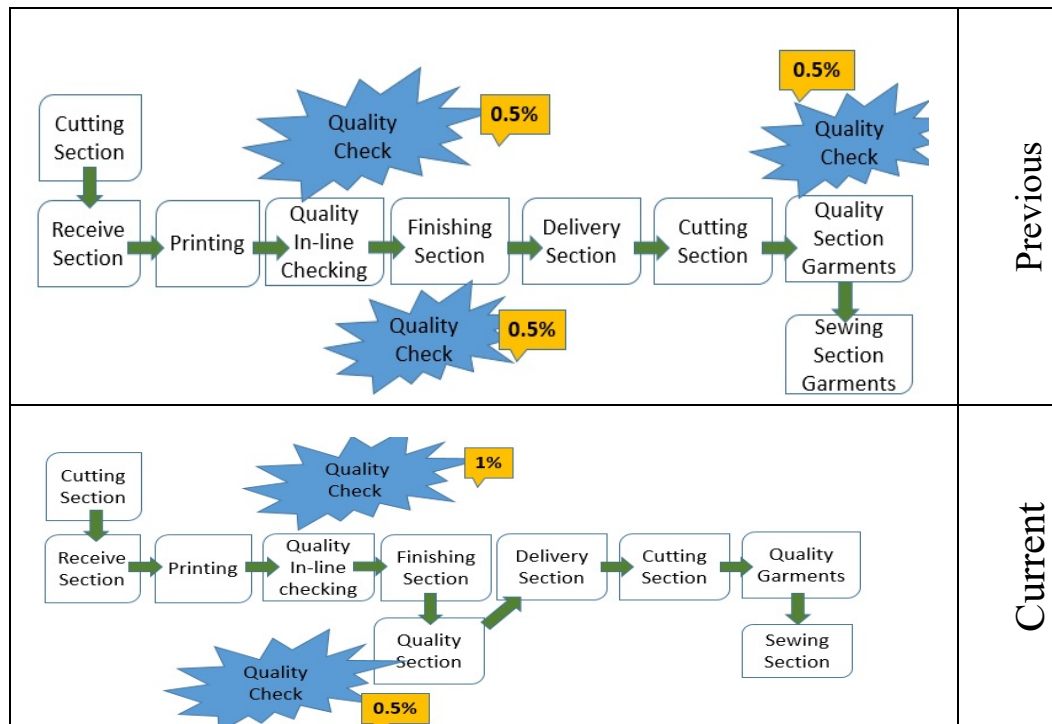 Cutting
Section
Receive
Section
Printing
Quality
In-line
Checking
Quality
Check
0.5%
Finishing
Section
Quality
Check
0.5%
Delivery
Section
Cutting
Section
Quality
Section
Garments
Quality
Check
0.5%
Sewing
Section
Garments
Previous
Cutting
Section
Receive
Section
Printing
Quality
In-line
checking
Quality
Check
1%
Finishing
Section
Quality
Section
Quality
Check
0.5%
Delivery
Section
Cutting
Section
Quality
Garments
Sewing
Section
Current